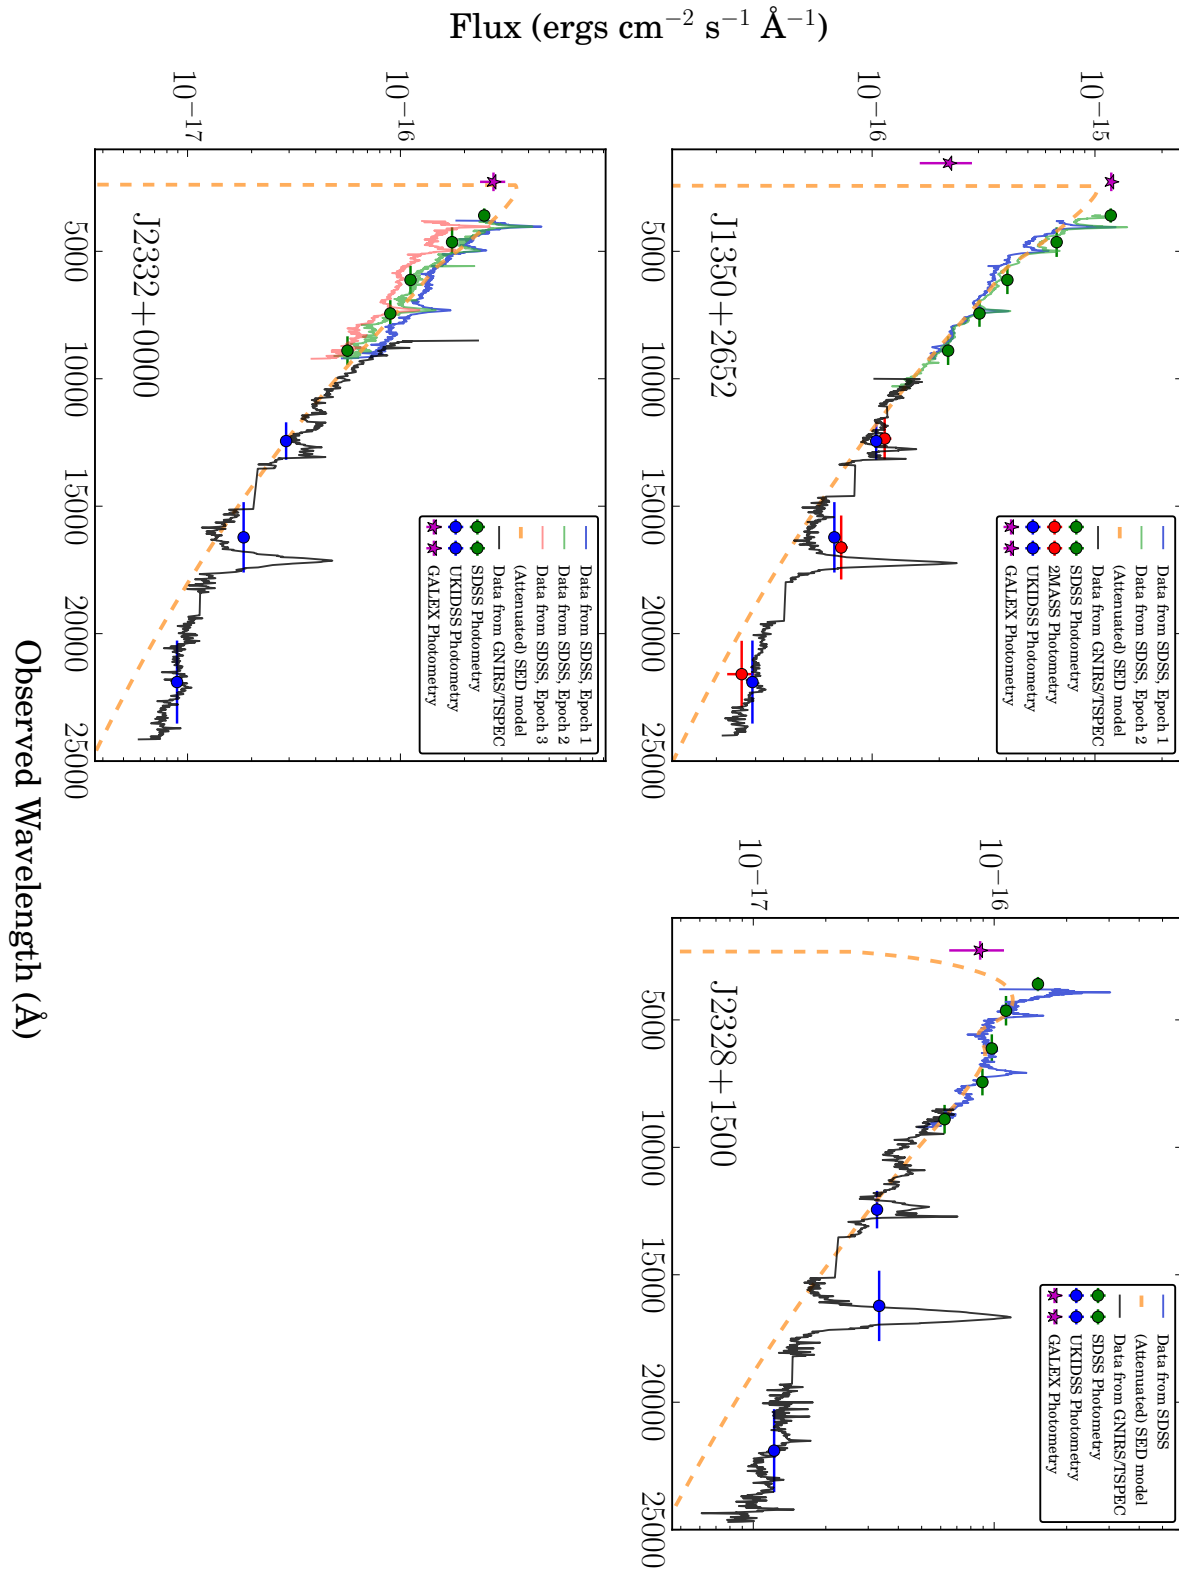 Flux (ergs cm⁻² s⁻¹ Å⁻¹)
10⁻¹⁵
10⁻¹⁶
J1350+2652
Data from SDSS, Epoch 1
Data from SDSS, Epoch 2
(Attenuated) SED model
Data from GNIRS/TSPEC
SDSS Photometry
2MASS Photometry
UKIDSS Photometry
GALEX Photometry
5000
10000
15000
20000
25000
10⁻¹⁶
10⁻¹⁷
J2328+1500
Data from SDSS
(Attenuated) SED model
Data from GNIRS/TSPEC
SDSS Photometry
UKIDSS Photometry
GALEX Photometry
5000
10000
15000
20000
25000
10⁻¹⁶
10⁻¹⁷
J2332+0000
Data from SDSS, Epoch 1
Data from SDSS, Epoch 2
Data from SDSS, Epoch 3
(Attenuated) SED model
Data from GNIRS/TSPEC
SDSS Photometry
UKIDSS Photometry
GALEX Photometry
5000
10000
15000
20000
25000
Observed Wavelength (Å)